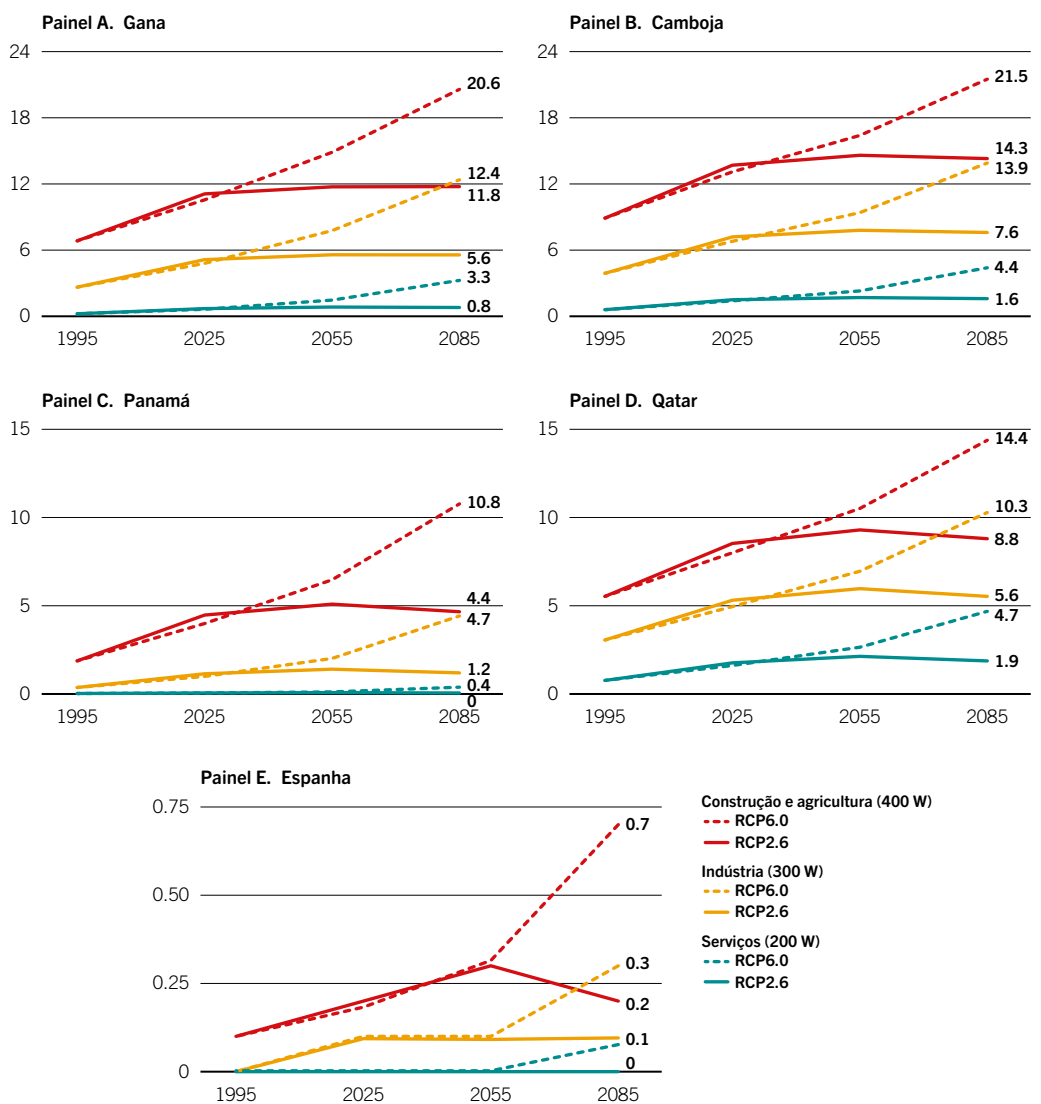 Painel A. Gana
24
18
12
6
0
20.6
12.4
11.8
5.6
3.3
0.8
1995 2025 2055 2085
Painel B. Camboja
24
18
12
6
0
21.5
14.3
13.9
7.6
4.4
1.6
1995 2025 2055 2085
Painel C. Panamá
15
10
5
0
10.8
4.4
4.7
1.2
0.4
0
1995 2025 2055 2085
Painel D. Qatar
15
10
5
0
14.4
10.3
8.8
5.6
4.7
1.9
1995 2025 2055 2085
Painel E. Espanha
0.75
0.50
0.25
0
0.7
0.3
0.2
0.1
0
1995 2025 2055 2085
Construção e agricultura (400 W)
RCP6.0
RCP2.6
Indústria (300 W)
RCP6.0
RCP2.6
Serviços (200 W)
RCP6.0
RCP2.6